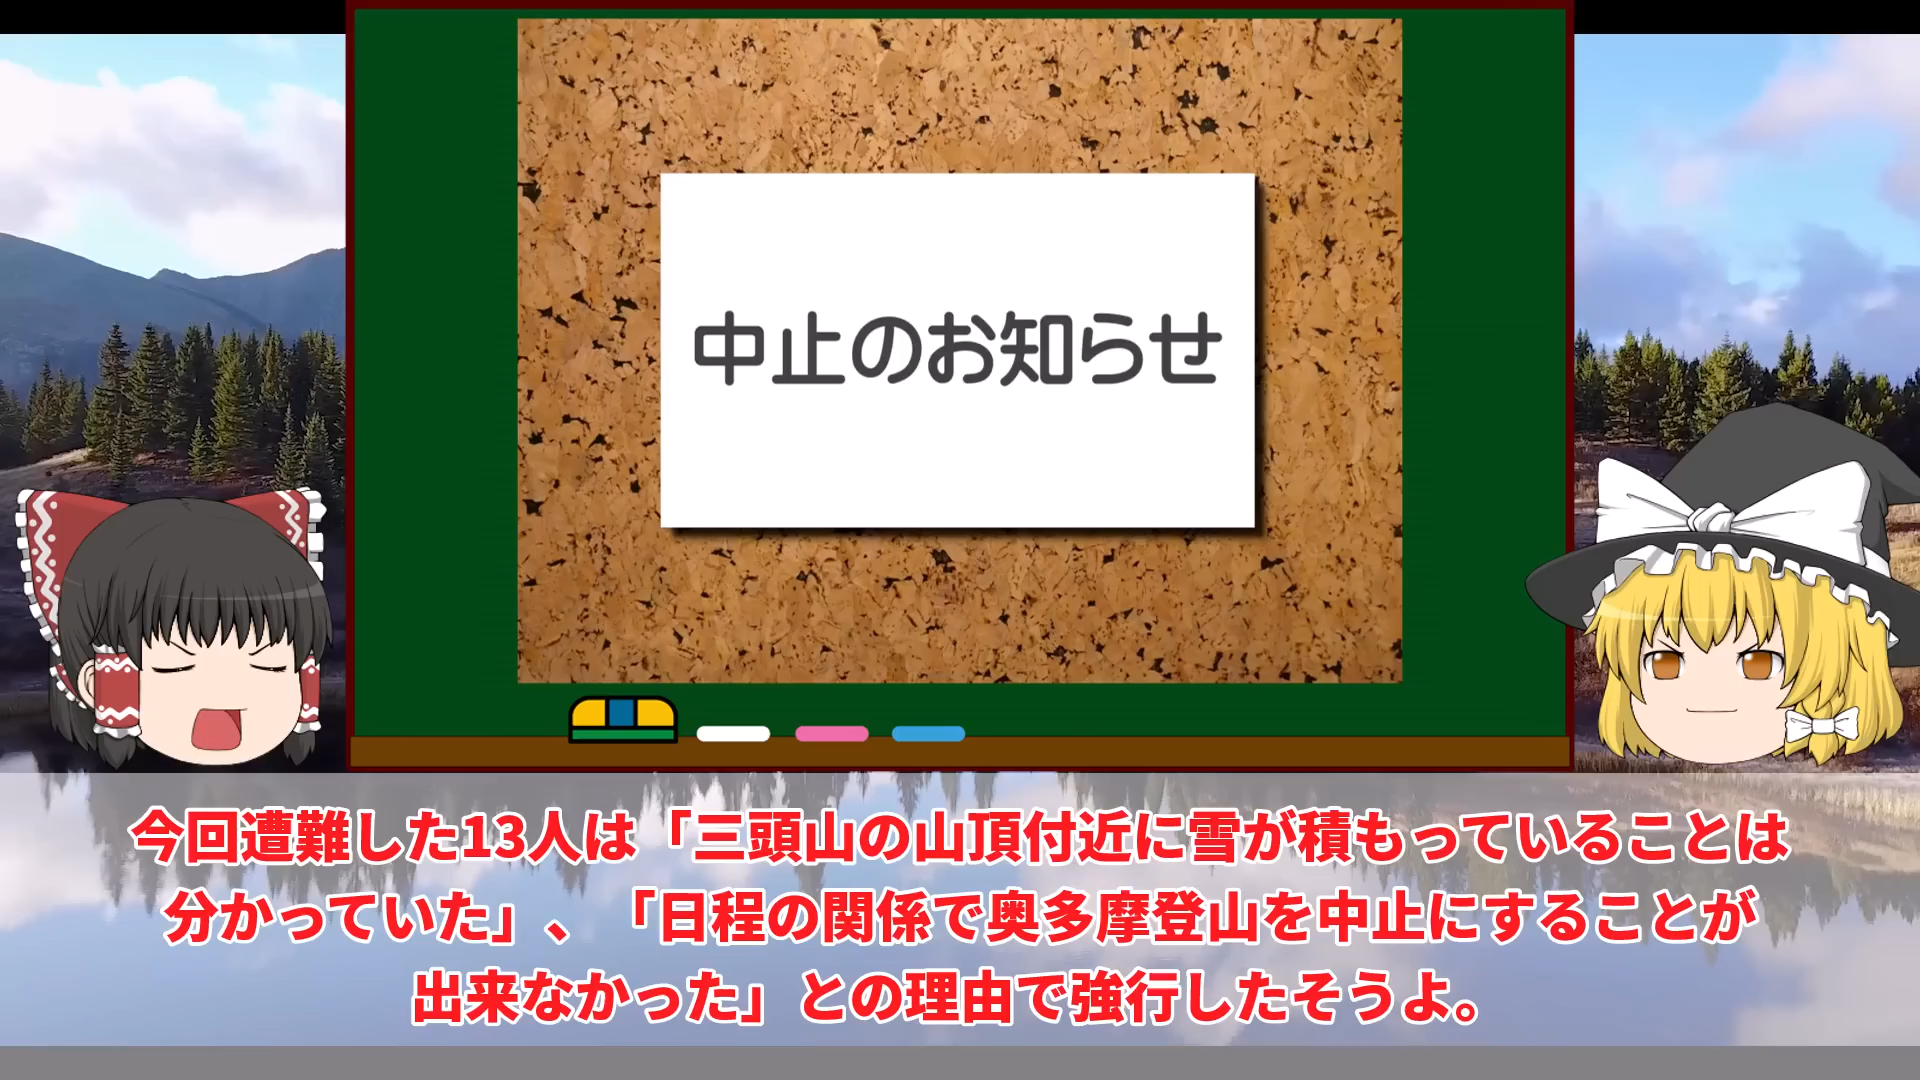 中止のお知らせ
今回遭難した13人は「三頭山の山頂付近に雪が積もっていることは
分かっていた」、「日程の関係で奥多摩登山を中止にすることが
出来なかった」との理由で強行したそうよ。